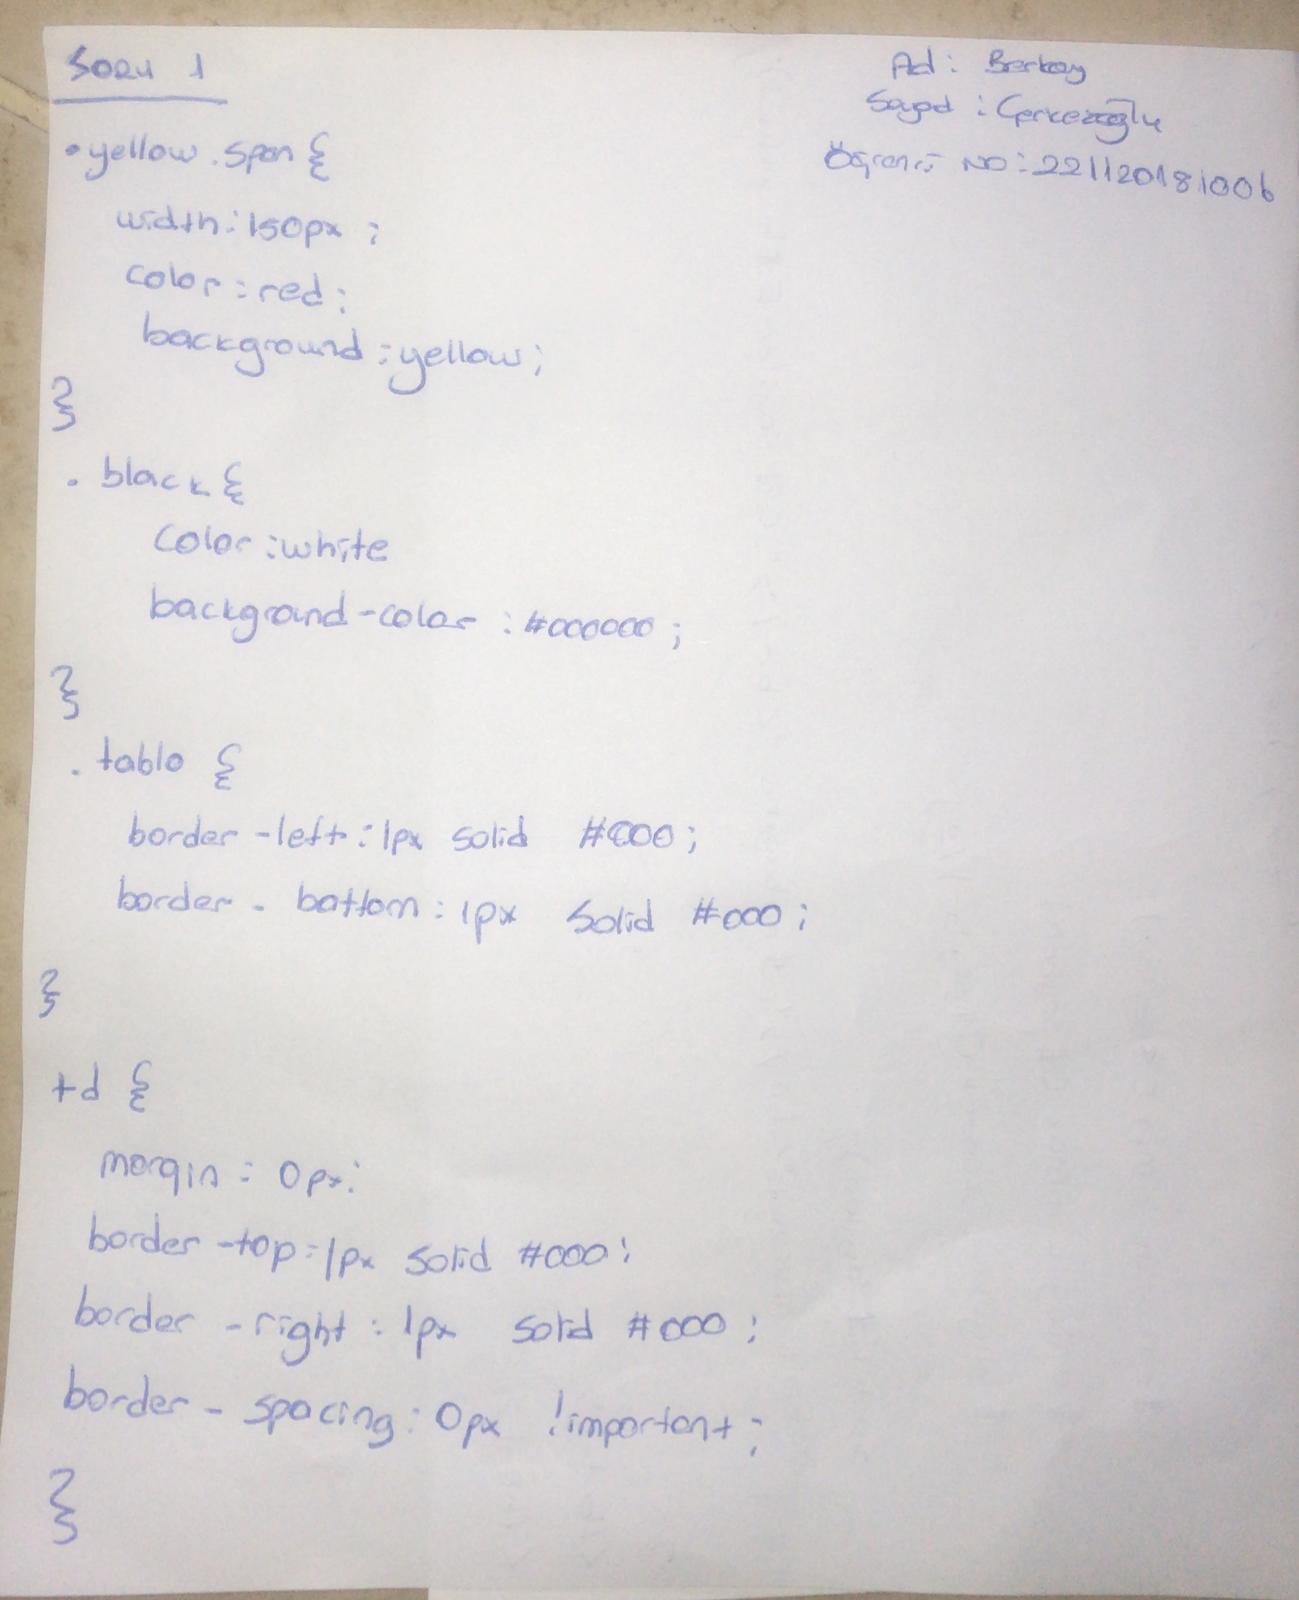 Soru 1
Ad : Berkay
Soyad : Çerkezoğlu
Öğrenci NO : 221120181006
.yellow .span {
width : 150px ;
color : red ;
background : yellow ;
}
. black {
color : white
background-color : #000000 ;
}
. tablo {
border -left : 1px solid #000 ;
border - bottom : 1px solid #000 ;
}
td {
margin : 0px ;
border -top : 1px solid #000 ;
border -right : 1px solid #000 ;
border - spacing : 0px !important ;
}